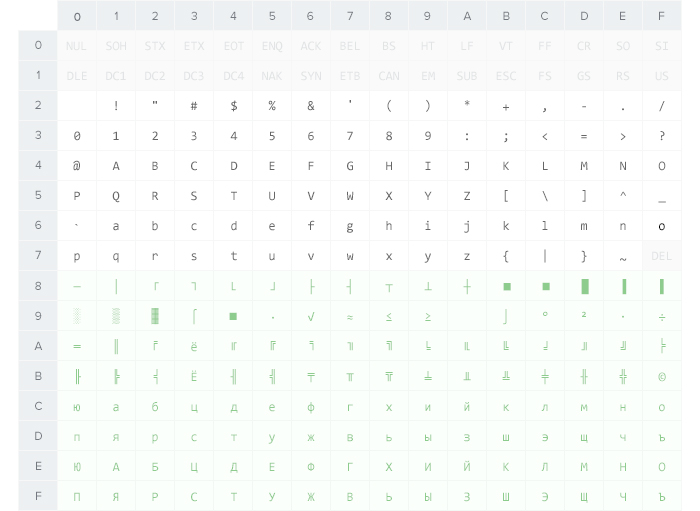 0 1 2 3 4 5 6 7 8 9 A B C D E F
0 NUL SOH STX ETX EOT ENQ ACK BEL BS HT LF VT FF CR SO SI
1 DLE DC1 DC2 DC3 DC4 NAK SYN ETB CAN EM SUB ESC FS GS RS US
2 ! " # $ % & ' ( ) * + , - . /
3 0 1 2 3 4 5 6 7 8 9 : ; < = > ?
4 @ A B C D E F G H I J K L M N O
5 P Q R S T U V W X Y Z [ \ ] ^ _
6 ` a b c d e f g h i j k l m n o
7 p q r s t u v w x y z { | } ~ DEL
8 ─ │ ┌ ┐ └ ┘ ├ ┤ ┬ ┴ ┼ ■ ■ █ ▐ ▐
9 ░ ▒ ▓ ⌠ ■ · √ ≈ ≤ ≥ ⌡ ° ² · ÷
A ═ ║ ╒ ё ╓ ╔ ╕ ╖ ╗ ╘ ╙ ╚ ╛ ╜ ╝ ╞
B ╟ ╠ ╡ Ё ╢ ╣ ╤ ╥ ╦ ╧ ╨ ╩ ╪ ╫ ╬ ©
C ю а б ц д е ф г х и й к л м н о
D п я р с т у ж в ь ы з ш э щ ч ъ
E Ю А Б Ц Д Е Ф Г Х И Й К Л М Н О
F П Я Р С Т У Ж В Ь Ы З Ш Э Щ Ч Ъ